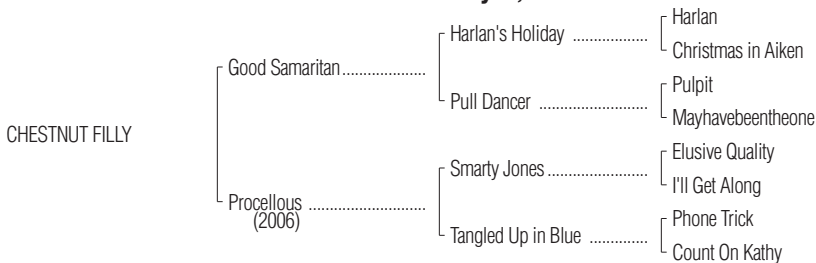 Harlan
Harlan's Holiday ..................
Christmas in Aiken
Good Samaritan....................
Pulpit
Pull Dancer .........................
Mayhavebeentheone
CHESTNUT FILLY
Elusive Quality
Smarty Jones........................
I'll Get Along
Procellous ...........................
(2006)
Phone Trick
Tangled Up in Blue ..............
Count On Kathy